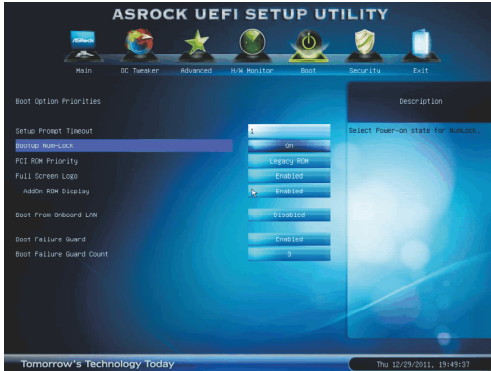 ASROCK UEFI SETUP UTILITY
ASRock
Main OC Tweaker Advanced H/W Monitor Boot Security Exit
Boot Option Priorities
Description
Setup Prompt Timeout 1
Select Power-on state for NumLock.
Bootup Num-Lock On
PCI ROM Priority Legacy ROM
Full Screen Logo Enabled
AddOn ROM Display Enabled
Boot From Onboard LAN Disabled
Boot Failure Guard Enabled
Boot Failure Guard Count 3
Tomorrow's Technology Today
Thu 12/29/2011, 19:49:37